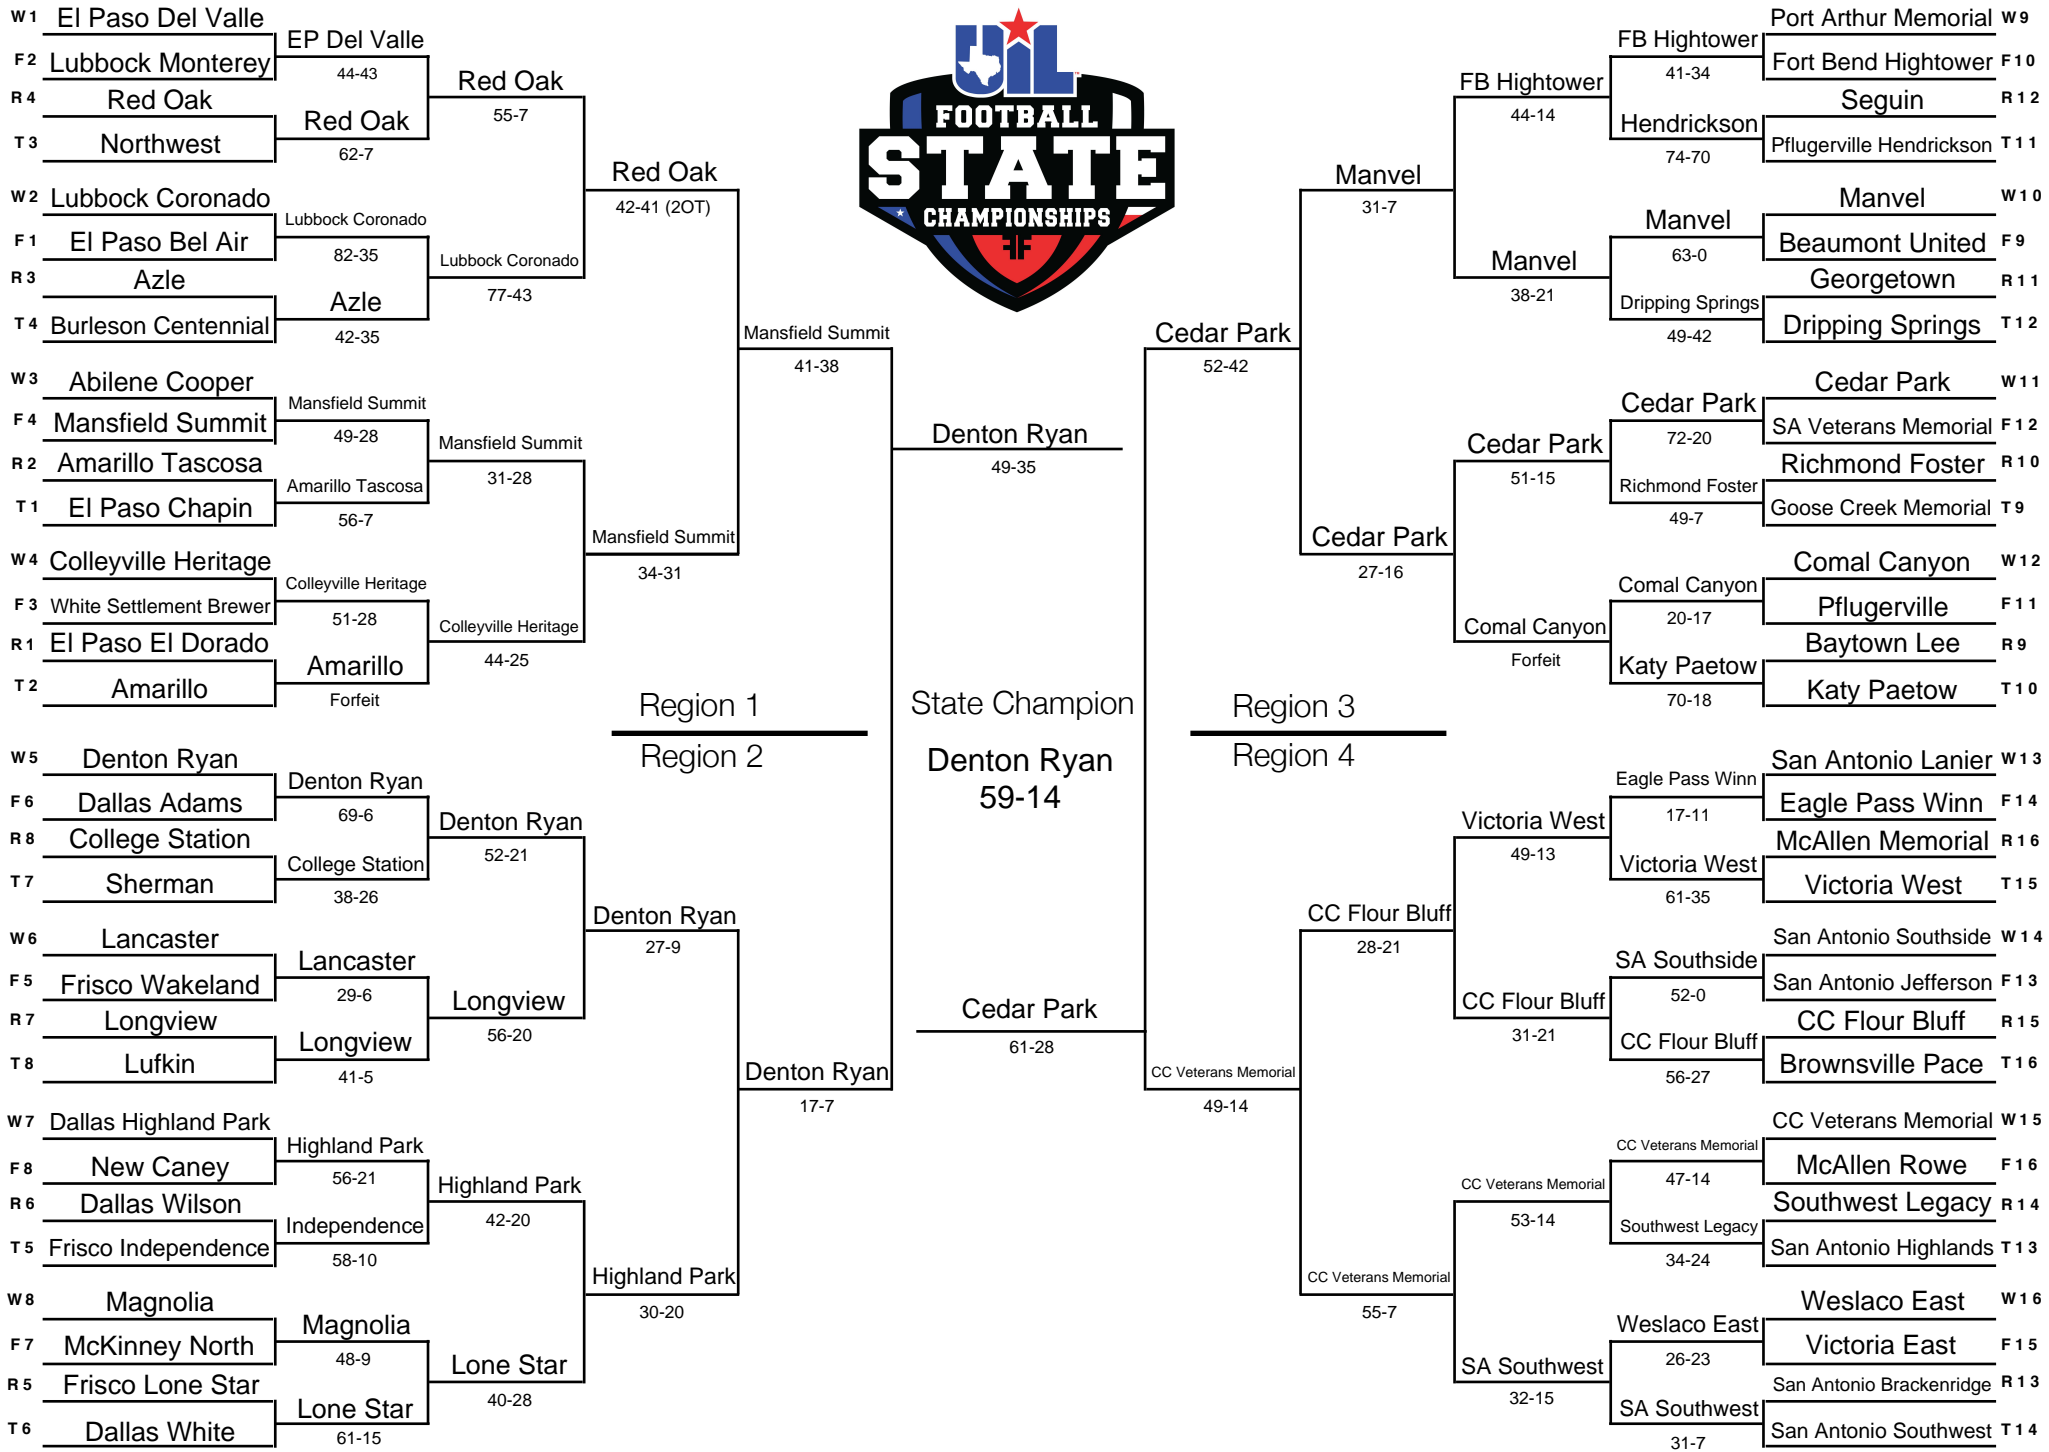 W1 El Paso Del Valle
F2 Lubbock Monterey
R4 Red Oak
T3 Northwest
W2 Lubbock Coronado
F1 El Paso Bel Air
R3 Azle
T4 Burleson Centennial
W3 Abilene Cooper
F4 Mansfield Summit
R2 Amarillo Tascosa
T1 El Paso Chapin
W4 Colleyville Heritage
F3 White Settlement Brewer
R1 El Paso El Dorado
T2 Amarillo
W5 Denton Ryan
F6 Dallas Adams
R8 College Station
T7 Sherman
W6 Lancaster
F5 Frisco Wakeland
R7 Longview
T8 Lufkin
W7 Dallas Highland Park
F8 New Caney
R6 Dallas Wilson
T5 Frisco Independence
W8 Magnolia
F7 McKinney North
R5 Frisco Lone Star
T6 Dallas White
EP Del Valle
44-43
Red Oak
62-7
Lubbock Coronado
82-35
Azle
42-35
Mansfield Summit
49-28
Amarillo Tascosa
56-7
Colleyville Heritage
51-28
Amarillo
Forfeit
Denton Ryan
69-6
College Station
38-26
Lancaster
29-6
Longview
41-5
Highland Park
56-21
Independence
58-10
Magnolia
48-9
Lone Star
61-15
Red Oak
55-7
Lubbock Coronado
77-43
Mansfield Summit
31-28
Colleyville Heritage
44-25
Denton Ryan
52-21
Longview
56-20
Highland Park
42-20
Lone Star
40-28
Red Oak
42-41 (2OT)
Mansfield Summit
34-31
Region 1
Region 2
Denton Ryan
27-9
Highland Park
30-20
Mansfield Summit
41-38
Denton Ryan
17-7
UIL
FOOTBALL
STATE
CHAMPIONSHIPS
Denton Ryan
49-35
State Champion
Denton Ryan
59-14
Cedar Park
61-28
Cedar Park
52-42
CC Veterans Memorial
49-14
Manvel
31-7
Cedar Park
27-16
Region 3
Region 4
CC Flour Bluff
28-21
CC Veterans Memorial
55-7
FB Hightower
44-14
Manvel
38-21
Cedar Park
51-15
Comal Canyon
Forfeit
Victoria West
49-13
CC Flour Bluff
31-21
CC Veterans Memorial
53-14
SA Southwest
32-15
FB Hightower
41-34
Hendrickson
74-70
Manvel
63-0
Dripping Springs
49-42
Cedar Park
72-20
Richmond Foster
49-7
Comal Canyon
20-17
Katy Paetow
70-18
Eagle Pass Winn
17-11
Victoria West
61-35
SA Southside
52-0
CC Flour Bluff
56-27
CC Veterans Memorial
47-14
Southwest Legacy
34-24
Weslaco East
26-23
SA Southwest
31-7
Port Arthur Memorial W9
Fort Bend Hightower F10
Seguin R12
Pflugerville Hendrickson T11
Manvel W10
Beaumont United F9
Georgetown R11
Dripping Springs T12
Cedar Park W11
SA Veterans Memorial F12
Richmond Foster R10
Goose Creek Memorial T9
Comal Canyon W12
Pflugerville F11
Baytown Lee R9
Katy Paetow T10
San Antonio Lanier W13
Eagle Pass Winn F14
McAllen Memorial R16
Victoria West T15
San Antonio Southside W14
San Antonio Jefferson F13
CC Flour Bluff R15
Brownsville Pace T16
CC Veterans Memorial W15
McAllen Rowe F16
Southwest Legacy R14
San Antonio Highlands T13
Weslaco East W16
Victoria East F15
San Antonio Brackenridge R13
San Antonio Southwest T14